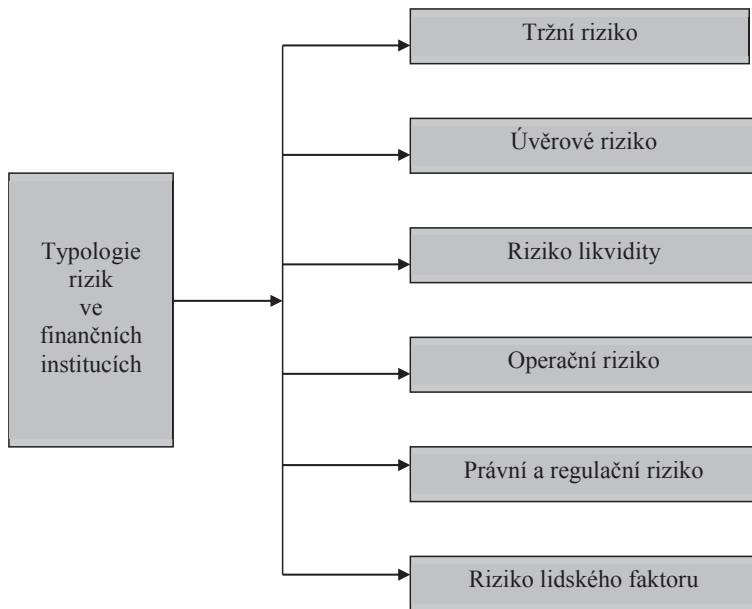 Typologie
rizik
ve
finančních
institucích
Tržní riziko
Úvěrové riziko
Riziko likvidity
Operační riziko
Právní a regulační riziko
Riziko lidského faktoru